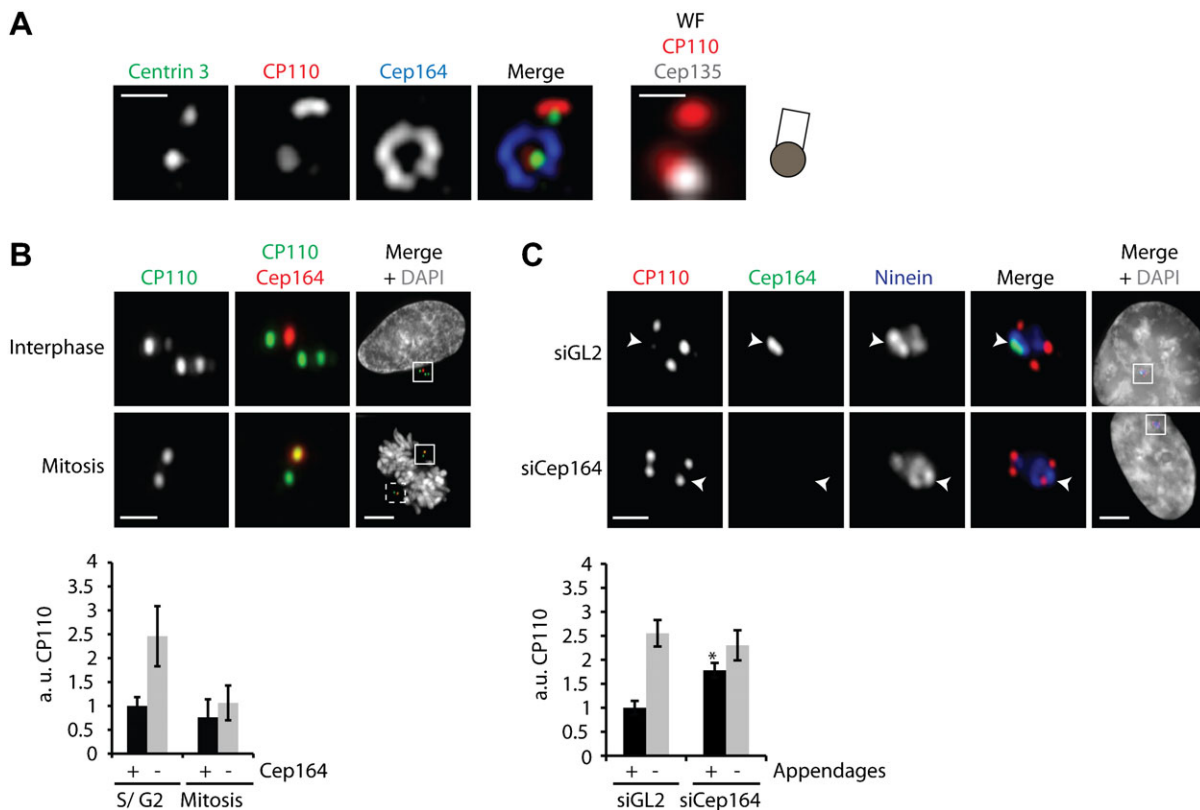 A
Centrin 3
CP110
Cep164
Merge
WF
CP110
Cep135
B
CP110
CP110
Cep164
Merge
+ DAPI
Interphase
Mitosis
a. u. CP110
4
3.5
3
2.5
2
1.5
1
0.5
0
+ - + - Cep164
S/ G2 Mitosis
C
CP110
Cep164
Ninein
Merge
Merge
+ DAPI
siGL2
siCep164
a.u. CP110
4
3.5
3
2.5
2
1.5
1
0.5
0
*
+ - + - Appendages
siGL2 siCep164